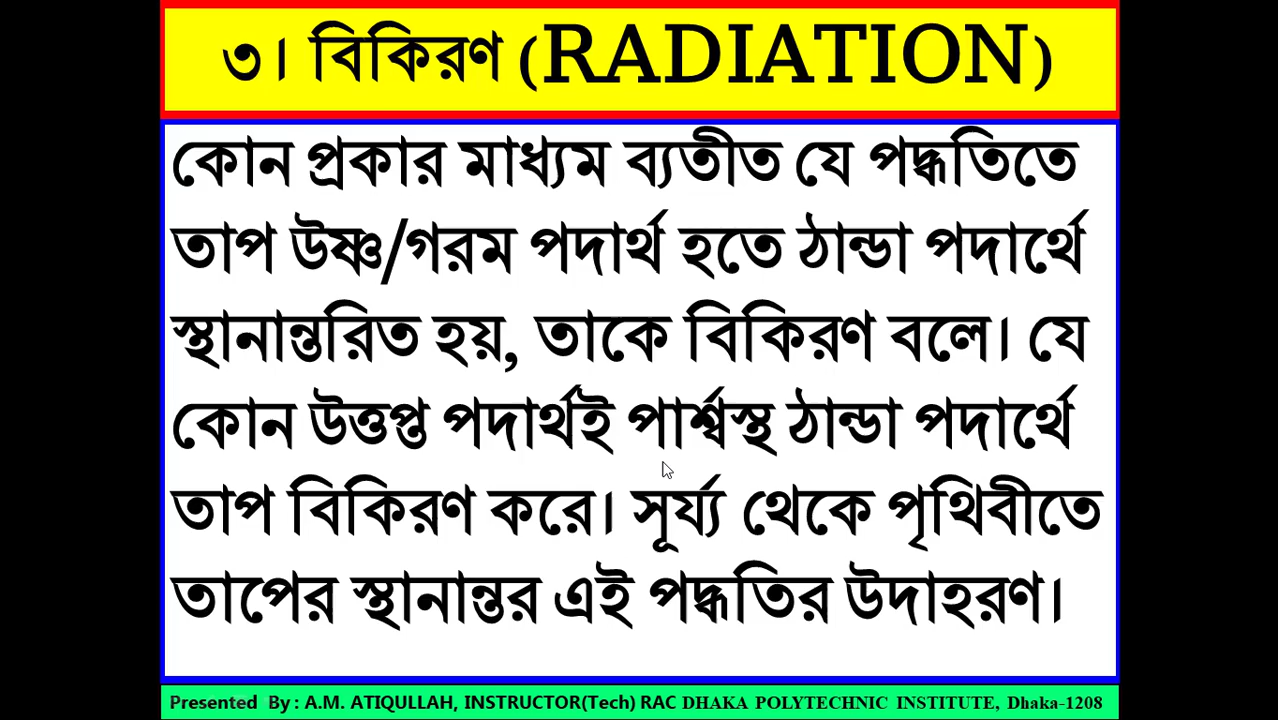 ৩। বিকিরণ (RADIATION)
কোন প্রকার মাধ্যম ব্যতীত যে পদ্ধতিতে
তাপ উষ্ণ/গরম পদার্থ হতে ঠান্ডা পদার্থে
স্থানান্তরিত হয়, তাকে বিকিরণ বলে। যে
কোন উত্তপ্ত পদার্থই পার্শ্বস্থ ঠান্ডা পদার্থে
তাপ বিকিরণ করে। সূর্য্য থেকে পৃথিবীতে
তাপের স্থানান্তর এই পদ্ধতির উদাহরণ।
Presented By : A.M. ATIQULLAH, INSTRUCTOR(Tech) RAC DHAKA POLYTECHNIC INSTITUTE, Dhaka-1208